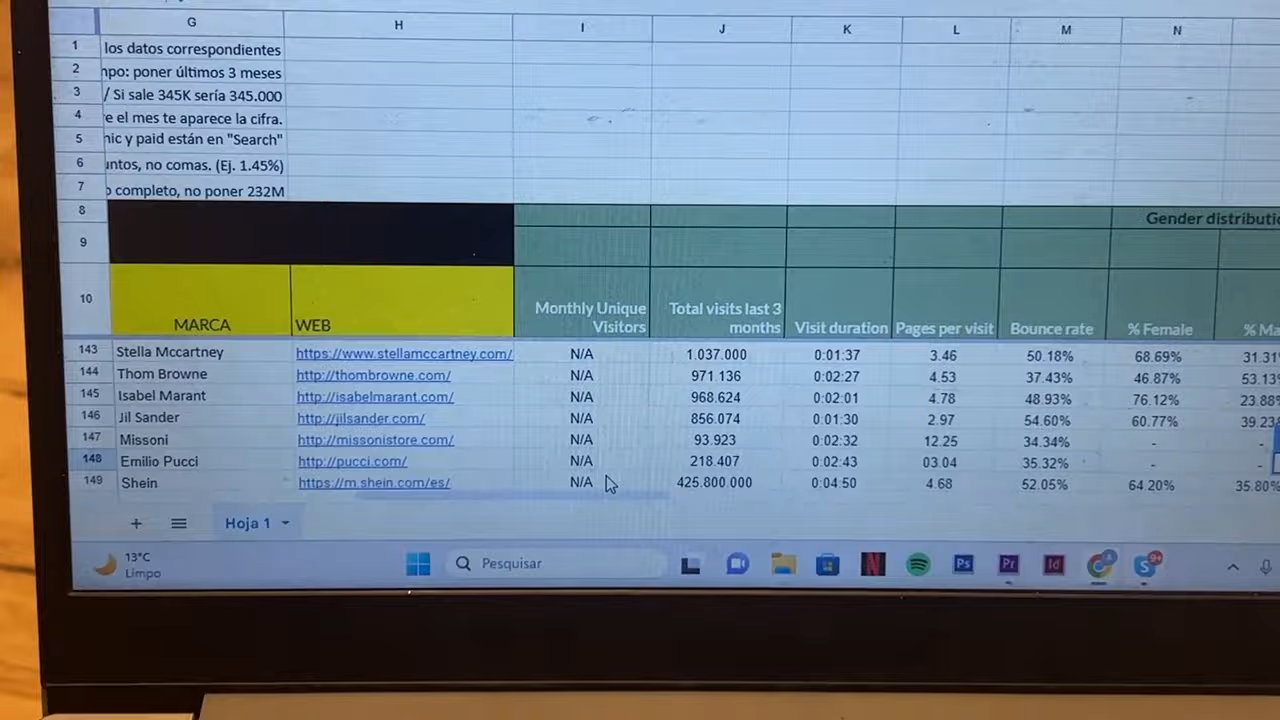 G H I J K L M N
1 los datos correspondientes
2 mpo: poner últimos 3 meses
3 / Si sale 345K sería 345.000
4 e el mes te aparece la cifra.
5 nic y paid están en "Search"
6 untos, no comas. (Ej. 1.45%)
7 o completo, no poner 232M
8 Gender distributi
9
10 MARCA WEB Monthly Unique Visitors Total visits last 3 months Visit duration Pages per visit Bounce rate % Female % Ma
143 Stella Mccartney https://www.stellamccartney.com/ N/A 1.037.000 0:01:37 3.46 50.18% 68.69% 31.31%
144 Thom Browne http://thombrowne.com/ N/A 971.136 0:02:27 4.53 37.43% 46.87% 53.13%
145 Isabel Marant http://isabelmarant.com/ N/A 968.624 0:02:01 4.78 48.93% 76.12% 23.88%
146 Jil Sander http://jilsander.com/ N/A 856.074 0:01:30 2.97 54.60% 60.77% 39.23%
147 Missoni http://missonistore.com/ N/A 93.923 0:02:32 12.25 34.34% - -
148 Emilio Pucci http://pucci.com/ N/A 218.407 0:02:43 03.04 35.32% - -
149 Shein https://m.shein.com/es/ N/A 425.800.000 0:04:50 4.68 52.05% 64.20% 35.80%
+ Hoja 1
13°C
Limpo
Pesquisar
N Ps Pr Id S 9+